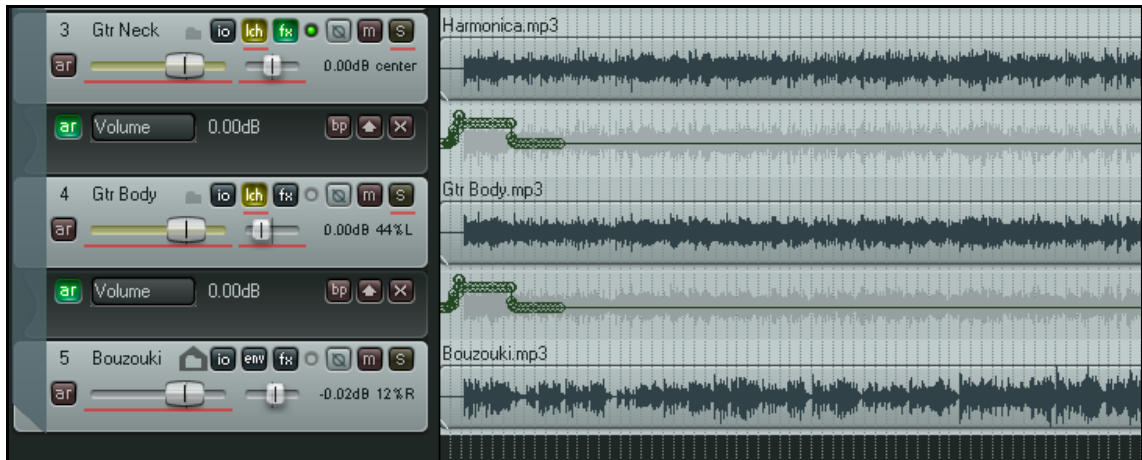 3 Gtr Neck io lch fx m s
ar 0.00dB center
Harmonica.mp3
ar Volume 0.00dB bp
4 Gtr Body io lch fx m s
ar 0.00dB 44%L
Gtr Body.mp3
ar Volume 0.00dB bp
5 Bouzouki io env fx m s
ar -0.02dB 12%R
Bouzouki.mp3